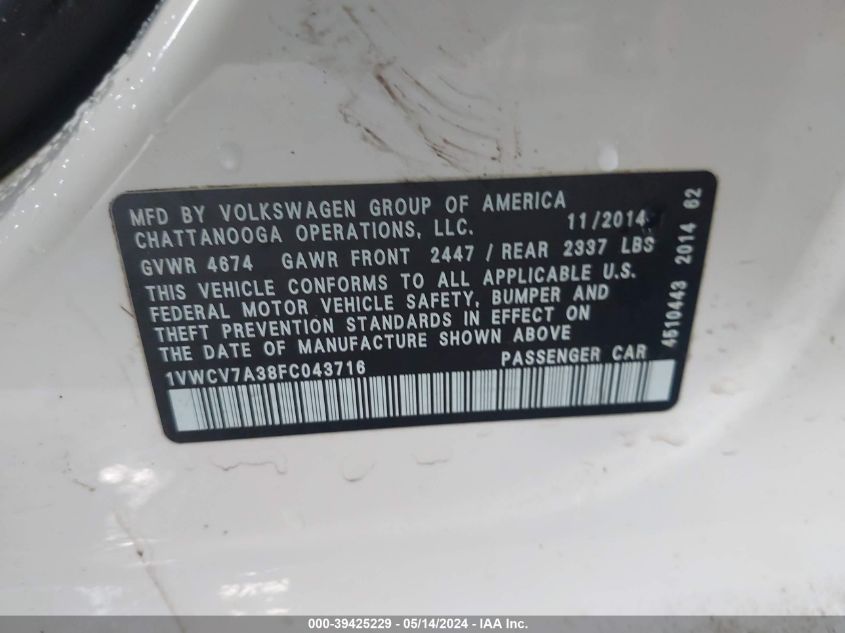 MFD BY VOLKSWAGEN GROUP OF AMERICA
CHATTANOOGA OPERATIONS, LLC. 11/2014
GVWR 4674 GAWR FRONT 2447 / REAR 2337 LBS
THIS VEHICLE CONFORMS TO ALL APPLICABLE U.S.
FEDERAL MOTOR VEHICLE SAFETY, BUMPER AND
THEFT PREVENTION STANDARDS IN EFFECT ON
THE DATE OF MANUFACTURE SHOWN ABOVE
1VWCV7A38FC043716 PASSENGER CAR
4510443 2014 62
000-39425229 - 05/14/2024 - IAA Inc.